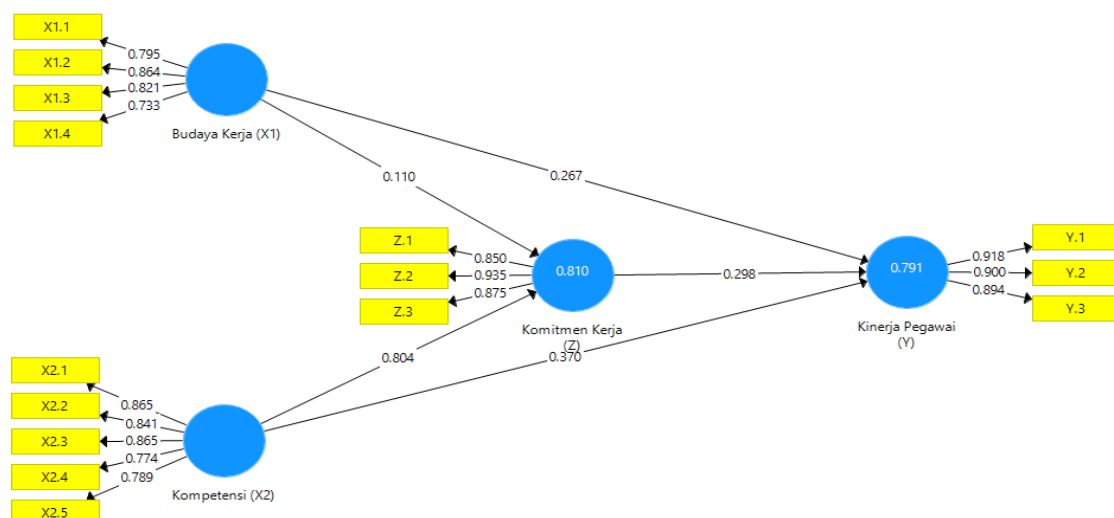 X1.1
X1.2
X1.3
X1.4
0.795
0.864
0.821
0.733
Budaya Kerja (X1)
0.110
0.267
Z.1
Z.2
Z.3
0.850
0.935
0.875
0.810
Komitmen Kerja
(Z)
0.298
0.791
Kinerja Pegawai
(Y)
0.918
0.900
0.894
Y.1
Y.2
Y.3
0.804
0.370
X2.1
X2.2
X2.3
X2.4
X2.5
0.865
0.841
0.865
0.774
0.789
Kompetensi (X2)